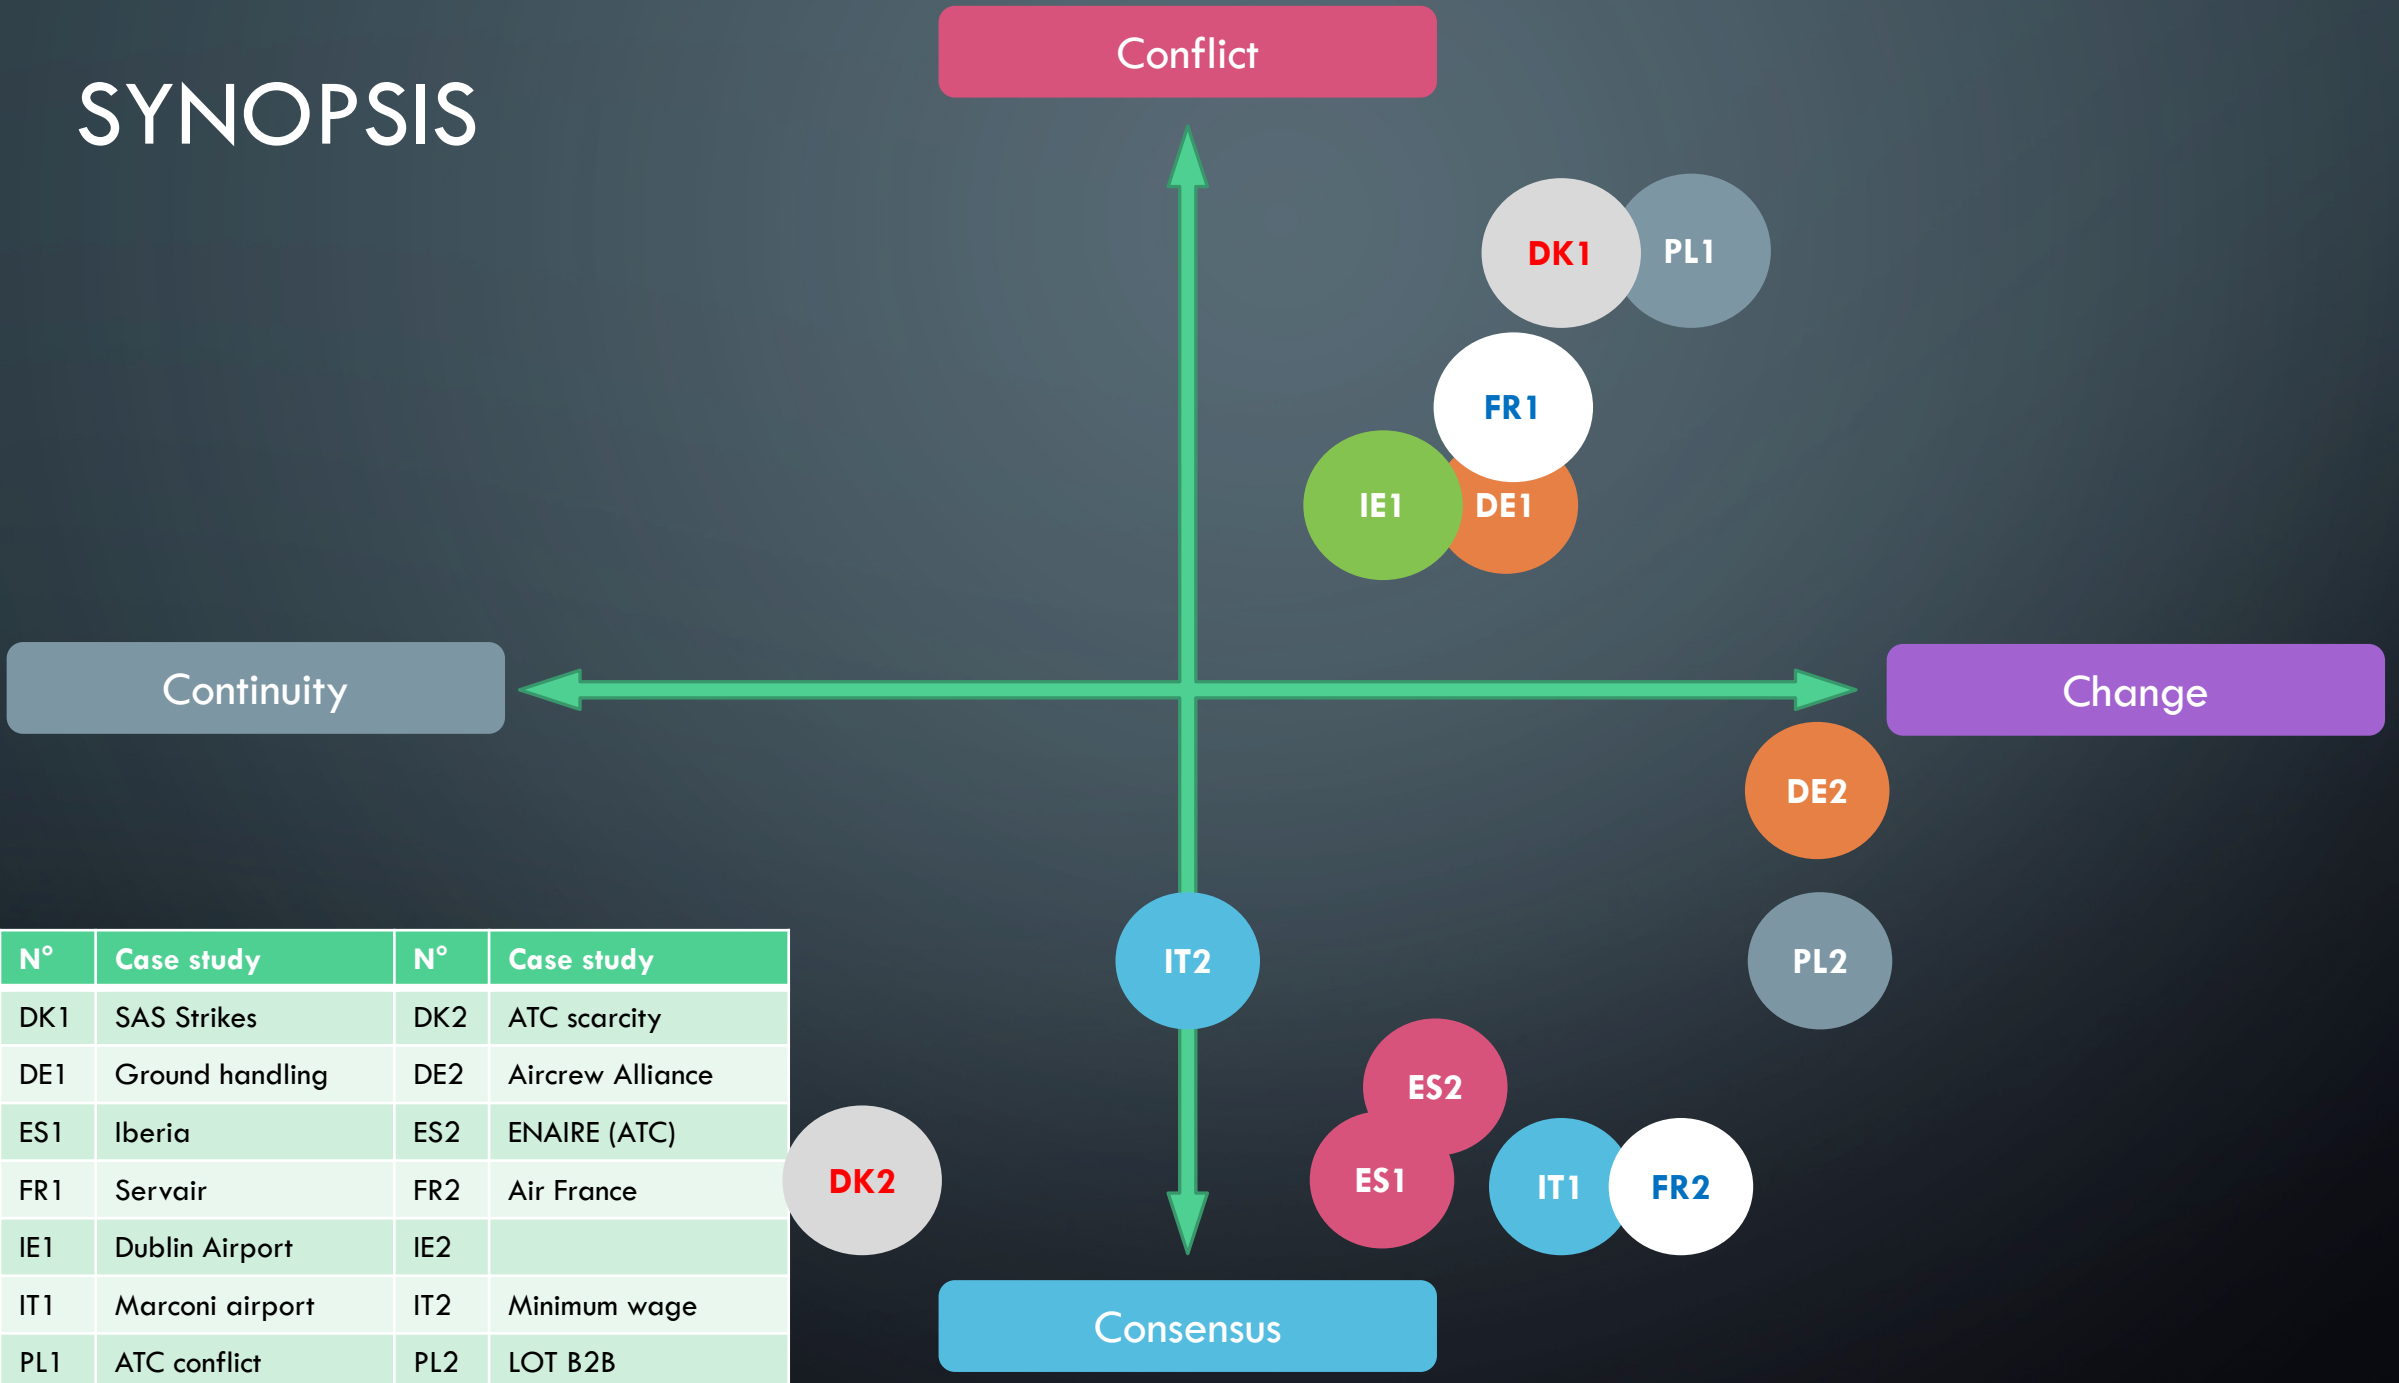 SYNOPSIS
Conflict
DK1
PL1
FR1
IE1
DE1
Continuity
Change
DE2
IT2
PL2
ES2
DK2
ES1
IT1
FR2
Consensus
N° Case study N° Case study
DK1 SAS Strikes DK2 ATC scarcity
DE1 Ground handling DE2 Aircrew Alliance
ES1 Iberia ES2 ENAIRE (ATC)
FR1 Servair FR2 Air France
IE1 Dublin Airport IE2
IT1 Marconi airport IT2 Minimum wage
PL1 ATC conflict PL2 LOT B2B